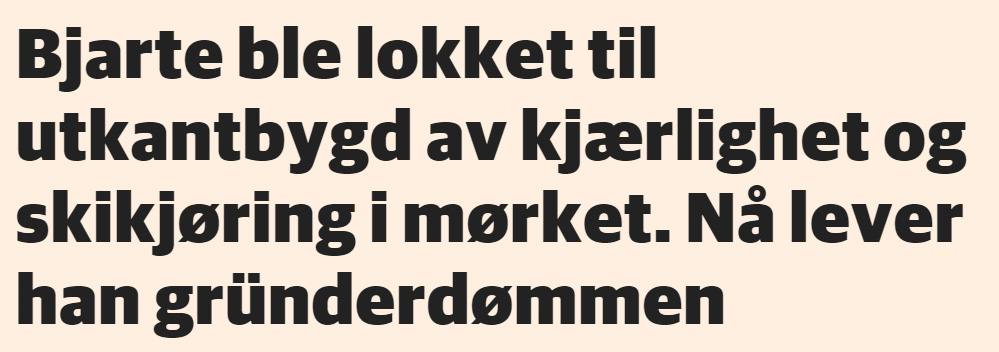 Bjarte ble lokket til
utkantbygd av kjærlighet og
skikjøring i mørket. Nå lever
han gründerdømmen